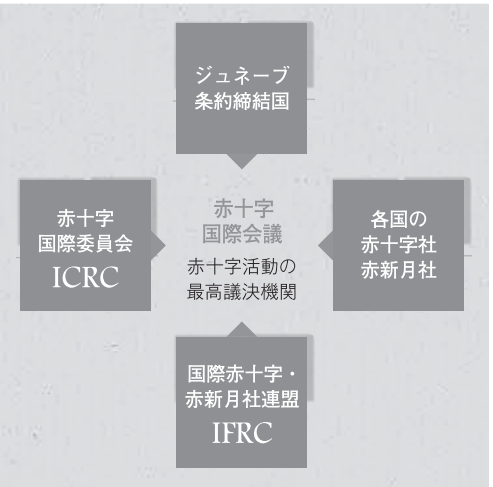 ジュネーブ
条約締結国
赤十字
国際委員会
ICRC
赤十字
国際会議
赤十字活動の
最高議決機関
各国の
赤十字社
赤新月社
国際赤十字・
赤新月社連盟
IFRC